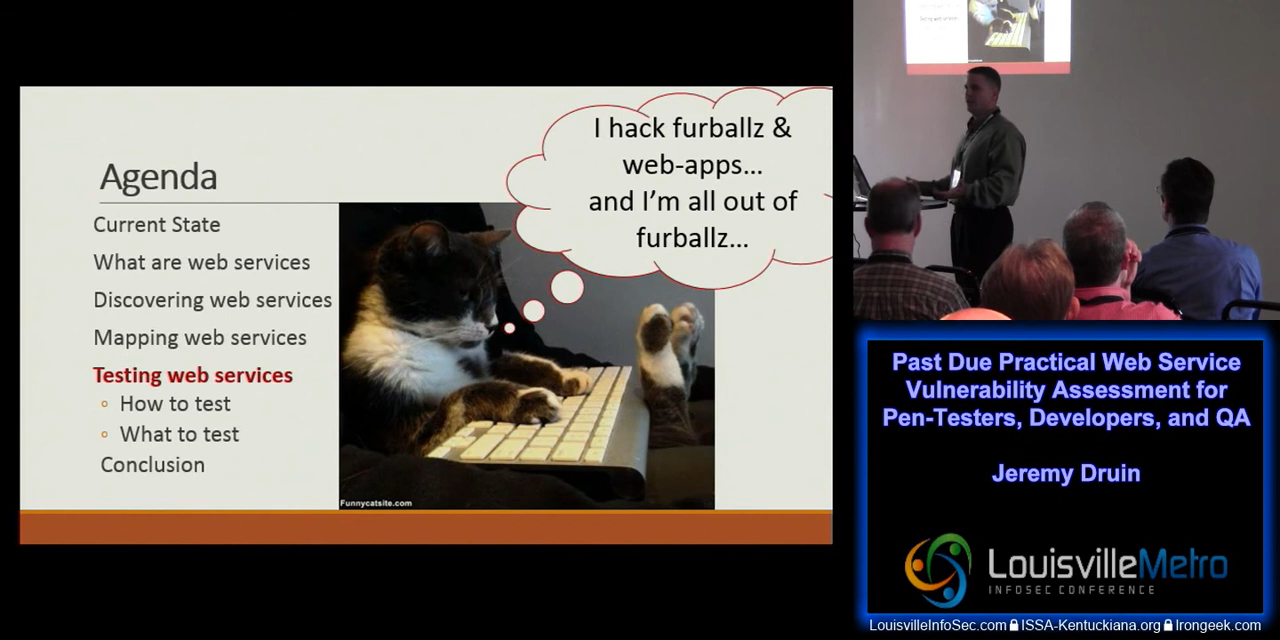 Agenda
Current State
What are web services
Discovering web services
Mapping web services
Testing web services
How to test
What to test
Conclusion
I hack furballz &
web-apps...
and I'm all out of
furballz...
Funnycatsite.com
Past Due Practical Web Service
Vulnerability Assessment for
Pen-Testers, Developers, and QA
Jeremy Druin
LouisvilleMetro
INFOSEC CONFERENCE
LouisvilleInfoSec.com ISSA-Kentuckiana.org Irongeek.com